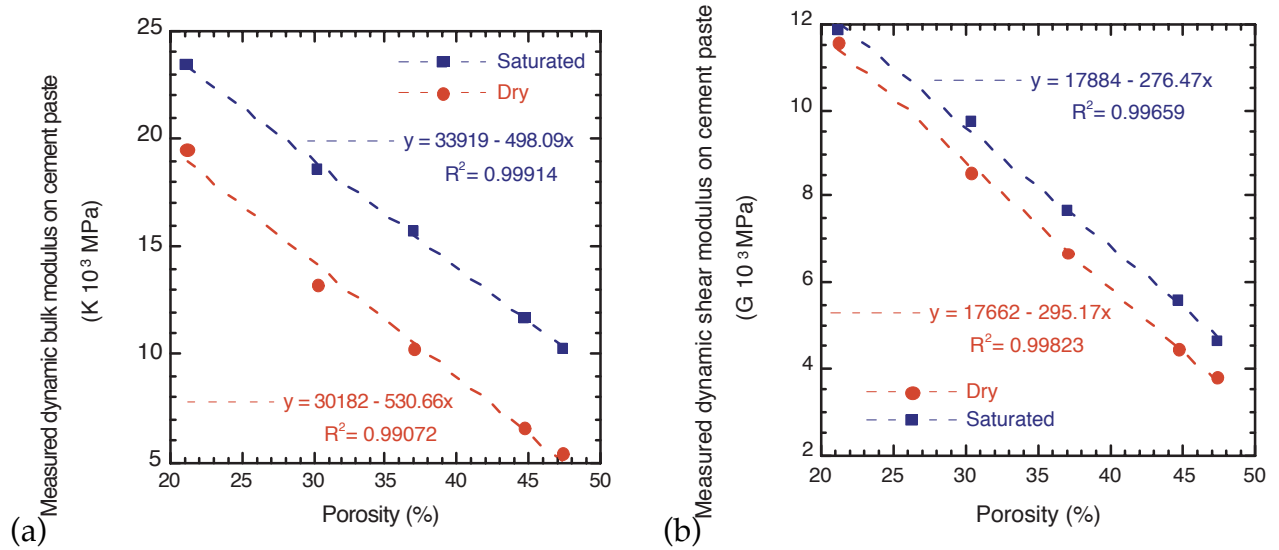 Measured dynamic bulk modulus on cement paste
(K 10³ MPa)
25
20
15
10
5
Saturated
Dry
y = 33919 - 498.09x
R² = 0.99914
y = 30182 - 530.66x
R² = 0.99072
20 25 30 35 40 45 50
Porosity (%)
(a)
Measured dynamic shear modulus on cement paste
(G 10³ MPa)
12
10
8
6
4
2
y = 17884 - 276.47x
R² = 0.99659
y = 17662 - 295.17x
R² = 0.99823
Dry
Saturated
20 25 30 35 40 45 50
Porosity (%)
(b)